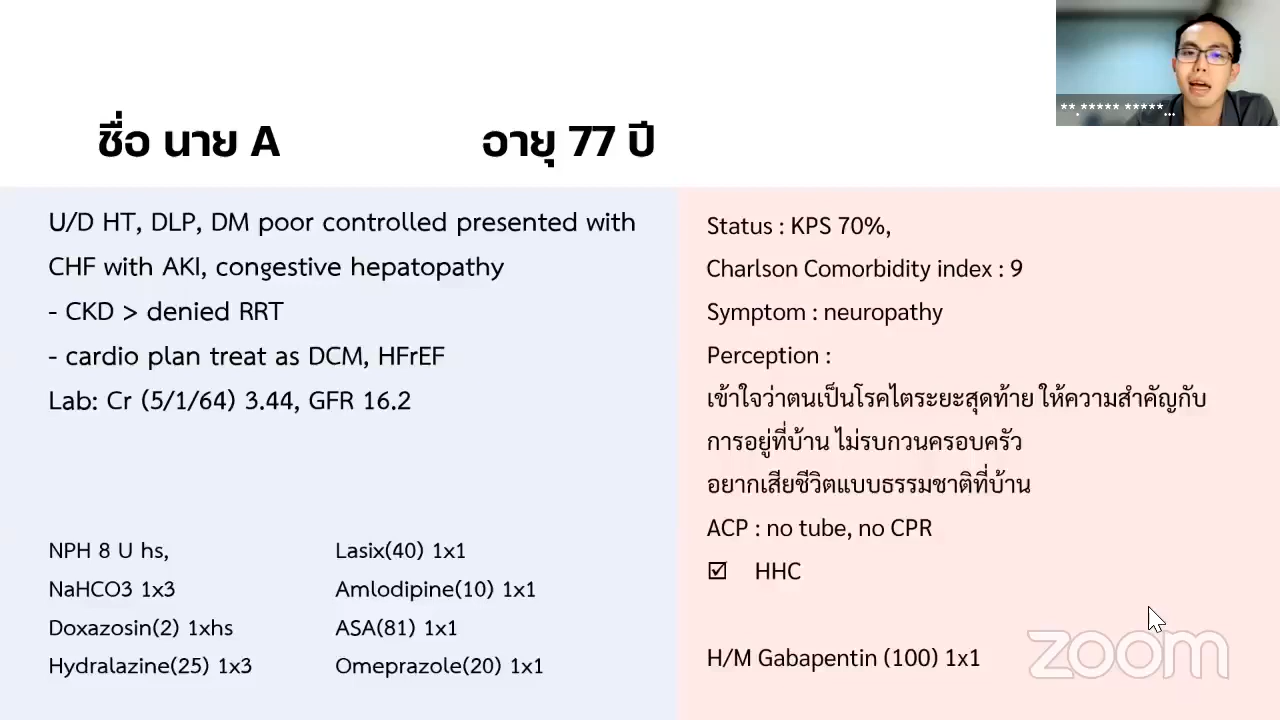 ชื่อ นาย A อายุ 77 ปี
U/D HT, DLP, DM poor controlled presented with
CHF with AKI, congestive hepatopathy
- CKD > denied RRT
- cardio plan treat as DCM, HFrEF
Lab: Cr (5/1/64) 3.44, GFR 16.2
NPH 8 U hs,
NaHCO3 1x3
Doxazosin(2) 1xhs
Hydralazine(25) 1x3
Lasix(40) 1x1
Amlodipine(10) 1x1
ASA(81) 1x1
Omeprazole(20) 1x1
Status : KPS 70%,
Charlson Comorbidity index : 9
Symptom : neuropathy
Perception :
เข้าใจว่าตนเป็นโรคไตระยะสุดท้าย ให้ความสำคัญกับ
การอยู่ที่บ้าน ไม่รบกวนครอบครัว
อยากเสียชีวิตแบบธรรมชาติที่บ้าน
ACP : no tube, no CPR
☑ HHC
H/M Gabapentin (100) 1x1
**.***** *****...
zoom